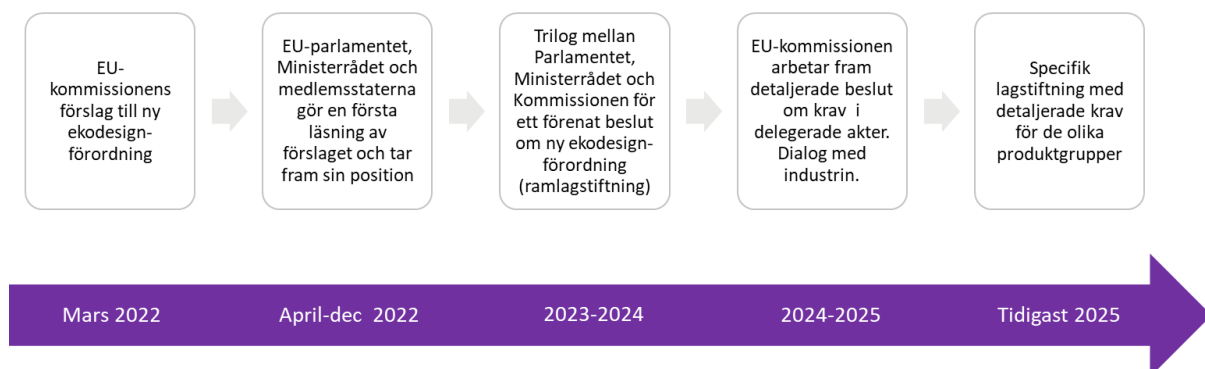 EU-
kommissionens
förslag till ny
ekodesign-
förordning
EU-parlamentet,
Ministerrådet och
medlemsstaterna
gör en första
läsning av
förslaget och tar
fram sin position
Trilog mellan
Parlamentet,
Ministerrådet och
Kommissionen för
ett förenat beslut
om ny ekodesign-
förordning
(ramlagstiftning)
EU-kommissionen
arbetar fram
detaljerade beslut
om krav i
delegerade akter.
Dialog med
industrin.
Specifik
lagstiftning med
detaljerade krav
för de olika
produktgrupper
Mars 2022
April-dec 2022
2023-2024
2024-2025
Tidigast 2025